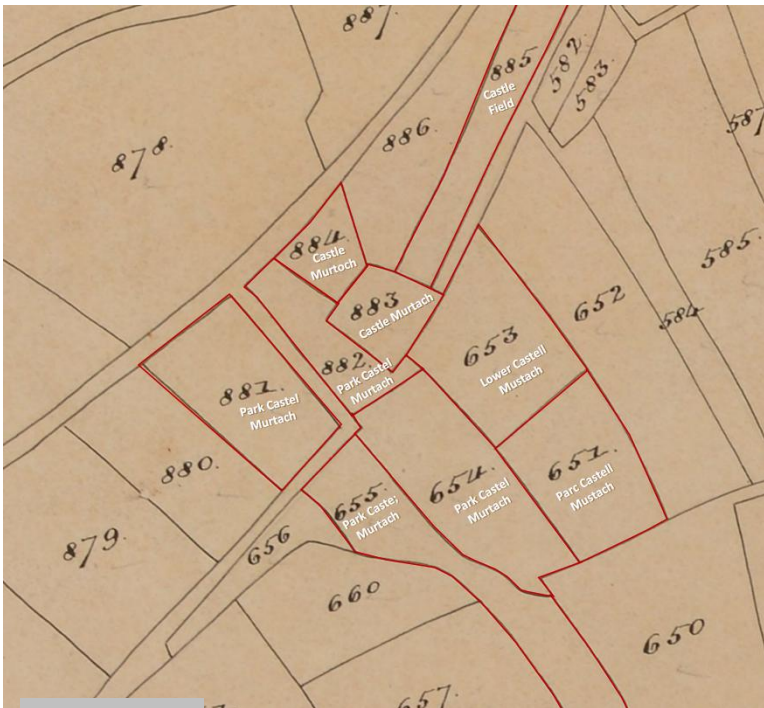 887.
885
Castle
Field
582.
583.
587
878.
886.
884.
Castle
Murtoch
585.
883
Castle Murtach
652
584
653
Lower Castell
Mustach
882.
Park Castel
Murtach
881.
Park Castel
Murtach
651
Parc Castell
Mustach
880.
655.
Park Caste;
Murtach
654.
Park Castel
Murtach
879.
656
660
650
657.